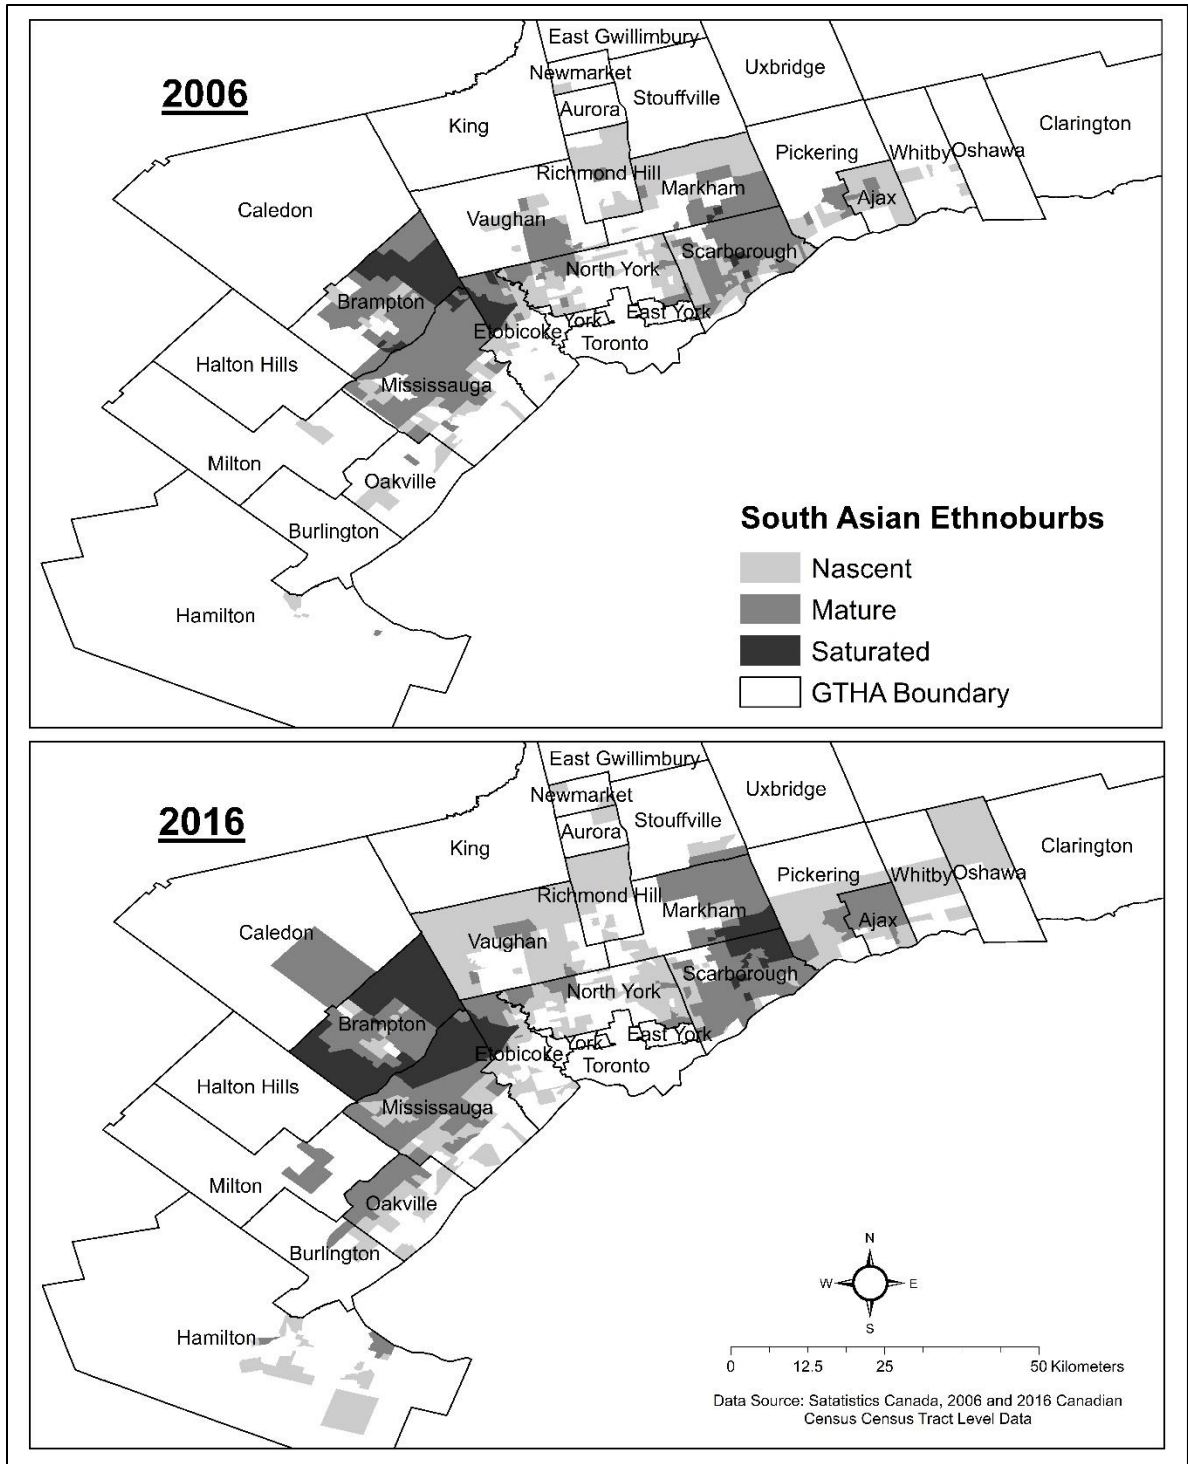 2006
East Gwillimbury
Newmarket
Uxbridge
Stouffville
Aurora
King
Clarington
Pickering
Whitby
Oshawa
Richmond Hill
Markham
Ajax
Caledon
Vaughan
Scarborough
North York
Brampton
East York
York
Etobicoke
Toronto
Halton Hills
Mississauga
Milton
Oakville
Burlington
Hamilton
South Asian Ethnoburbs
Nascent
Mature
Saturated
GTHA Boundary
2016
East Gwillimbury
Newmarket
Uxbridge
Stouffville
Aurora
King
Clarington
Pickering
Whitby
Oshawa
Richmond Hill
Markham
Ajax
Caledon
Vaughan
Scarborough
North York
Brampton
East York
York
Etobicoke
Toronto
Halton Hills
Mississauga
Milton
Oakville
Burlington
Hamilton
N
W E
S
0 12.5 25 50 Kilometers
Data Source: Satatistics Canada, 2006 and 2016 Canadian
Census Census Tract Level Data